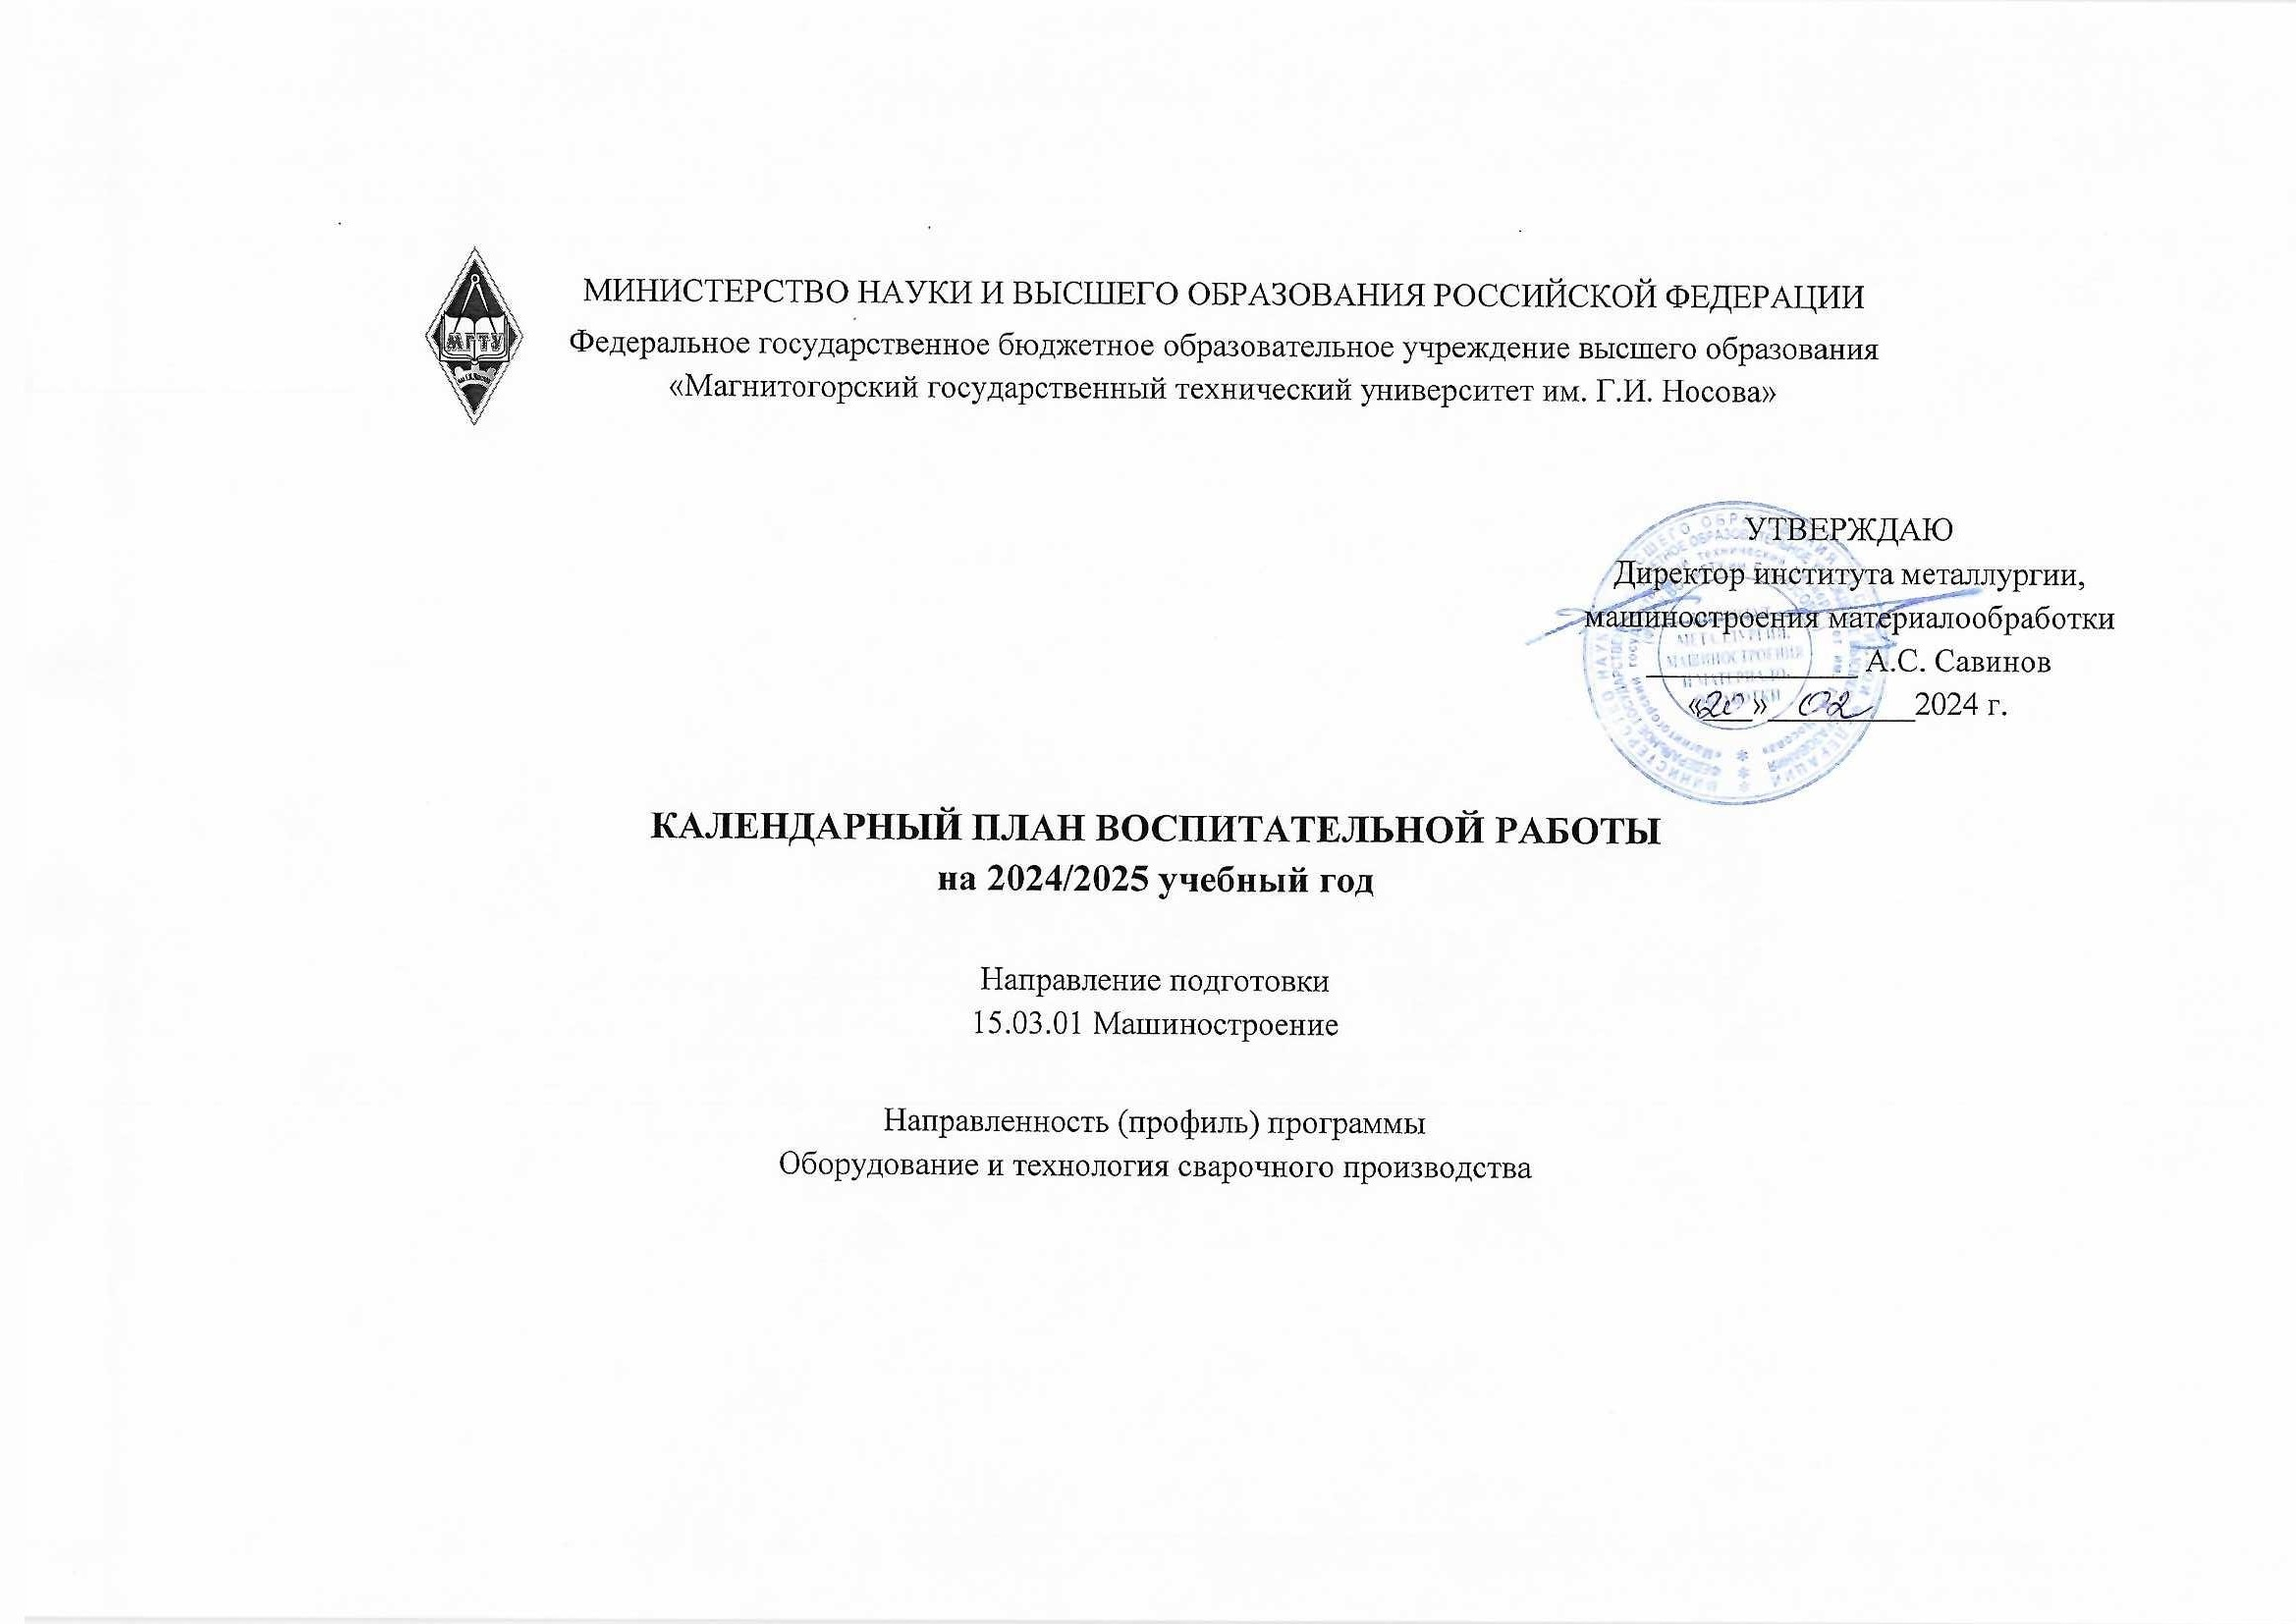 МИНИСТЕРСТВО НАУКИ И ВЫСШЕГО ОБРАЗОВАНИЯ РОССИЙСКОЙ ФЕДЕРАЦИИ
Федеральное государственное бюджетное образовательное учреждение высшего образования
«Магнитогорский государственный технический университет им. Г.И. Носова»
МГТУ
УТВЕРЖДАЮ
Директор института металлургии,
машиностроения материалообработки
А.С. Савинов
«20» 02 2024 г.
КАЛЕНДАРНЫЙ ПЛАН ВОСПИТАТЕЛЬНОЙ РАБОТЫ
на 2024/2025 учебный год
Направление подготовки
15.03.01 Машиностроение
Направленность (профиль) программы
Оборудование и технология сварочного производства